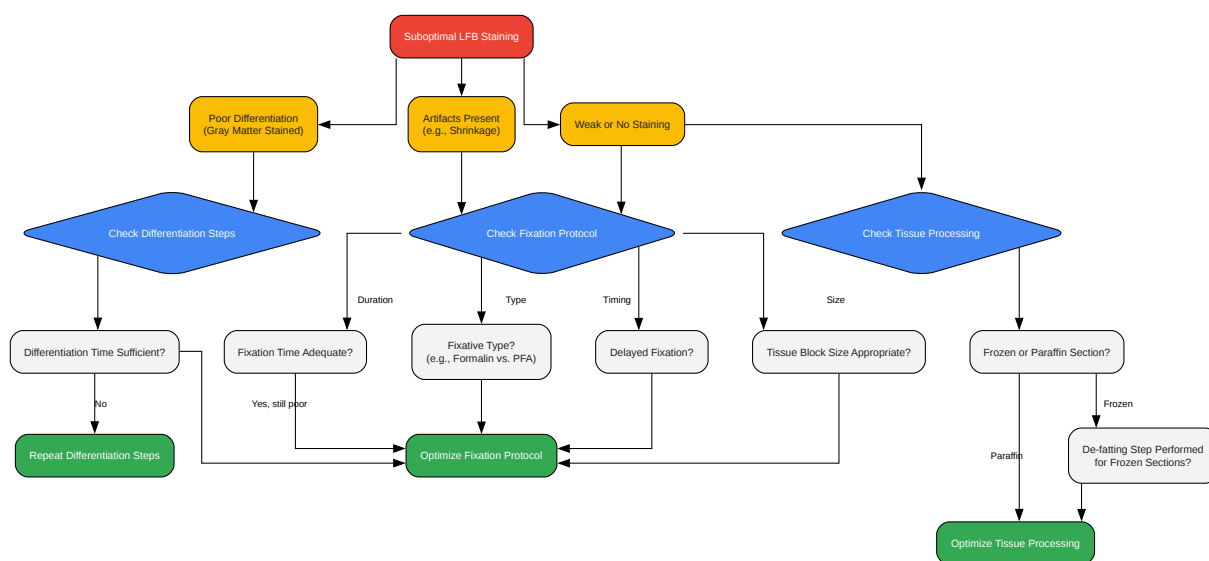 Suboptimal LFB Staining
Poor Differentiation
(Gray Matter Stained)
Artifacts Present
(e.g., Shrinkage)
Weak or No Staining
Check Differentiation Steps
Check Fixation Protocol
Check Tissue Processing
Duration
Type
Timing
Size
Differentiation Time Sufficient?
Fixation Time Adequate?
Fixative Type?
(e.g., Formalin vs. PFA)
Delayed Fixation?
Tissue Block Size Appropriate?
Frozen or Paraffin Section?
No
Yes, still poor
Frozen
Repeat Differentiation Steps
Optimize Fixation Protocol
Paraffin
De-fatting Step Performed
for Frozen Sections?
Optimize Tissue Processing